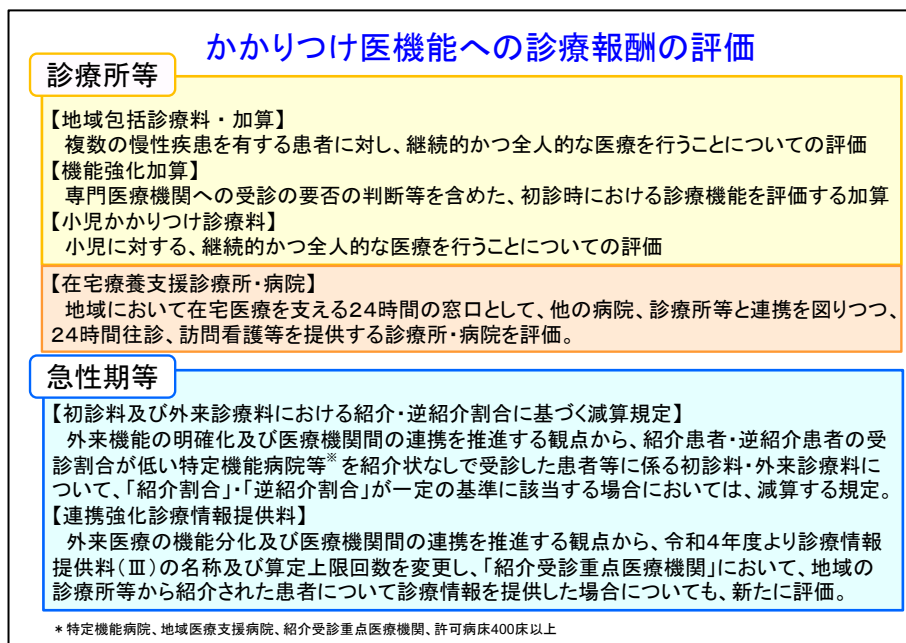 かかりつけ医機能への診療報酬の評価
診療所等
【地域包括診療料・加算】
複数の慢性疾患を有する患者に対し、継続的かつ全人的な医療を行うことについての評価
【機能強化加算】
専門医療機関への受診の要否の判断等を含めた、初診時における診療機能を評価する加算
【小児かかりつけ診療料】
小児に対する、継続的かつ全人的な医療を行うことについての評価
【在宅療養支援診療所・病院】
地域において在宅医療を支える24時間の窓口として、他の病院、診療所等と連携を図りつつ、
24時間往診、訪問看護等を提供する診療所・病院を評価。
急性期等
【初診料及び外来診療料における紹介・逆紹介割合に基づく減算規定】
外来機能の明確化及び医療機関間の連携を推進する観点から、紹介患者・逆紹介患者の受
診割合が低い特定機能病院等※を紹介状なしで受診した患者等に係る初診料・外来診療料に
ついて、「紹介割合」・「逆紹介割合」が一定の基準に該当する場合においては、減算する規定。
【連携強化診療情報提供料】
外来医療の機能分化及び医療機関間の連携を推進する観点から、令和4年度より診療情報
提供料(Ⅲ)の名称及び算定上限回数を変更し、「紹介受診重点医療機関」において、地域の
診療所等から紹介された患者について診療情報を提供した場合についても、新たに評価。
*特定機能病院、地域医療支援病院、紹介受診重点医療機関、許可病床400床以上